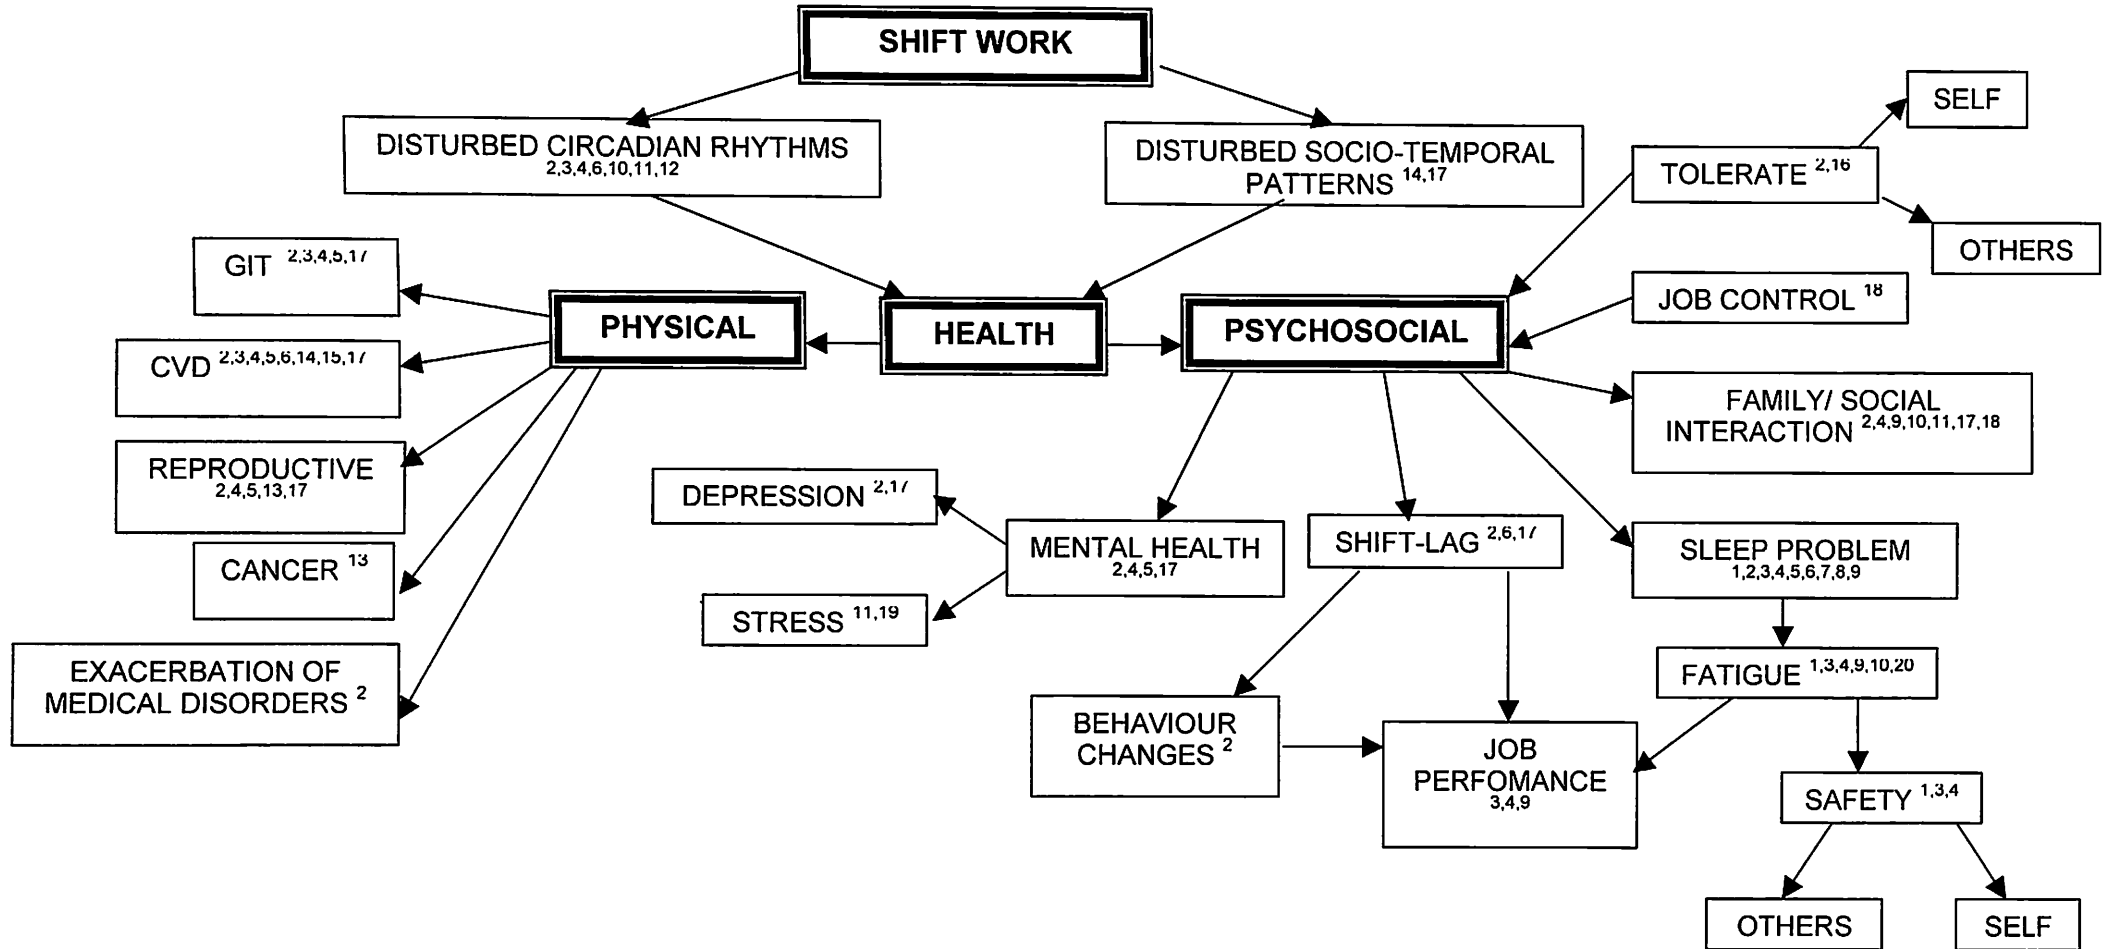 SHIFT WORK
SELF
DISTURBED CIRCADIAN RHYTHMS
2,3,4,6,10,11,12
DISTURBED SOCIO-TEMPORAL
PATTERNS 14,17
TOLERATE 2,16
OTHERS
GIT 2,3,4,5,17
JOB CONTROL 18
PHYSICAL
HEALTH
PSYCHOSOCIAL
CVD 2,3,4,5,6,14,15,17
FAMILY/ SOCIAL
INTERACTION 2,4,9,10,11,17,18
REPRODUCTIVE
2,4,5,13,17
DEPRESSION 2,17
MENTAL HEALTH
2,4,5,17
SHIFT-LAG 2,6,17
SLEEP PROBLEM
1,2,3,4,5,6,7,8,9
CANCER 13
STRESS 11,19
EXACERBATION OF
MEDICAL DISORDERS 2
FATIGUE 1,3,4,9,10,20
BEHAVIOUR
CHANGES 2
JOB
PERFOMANCE
3,4,9
SAFETY 1,3,4
OTHERS
SELF